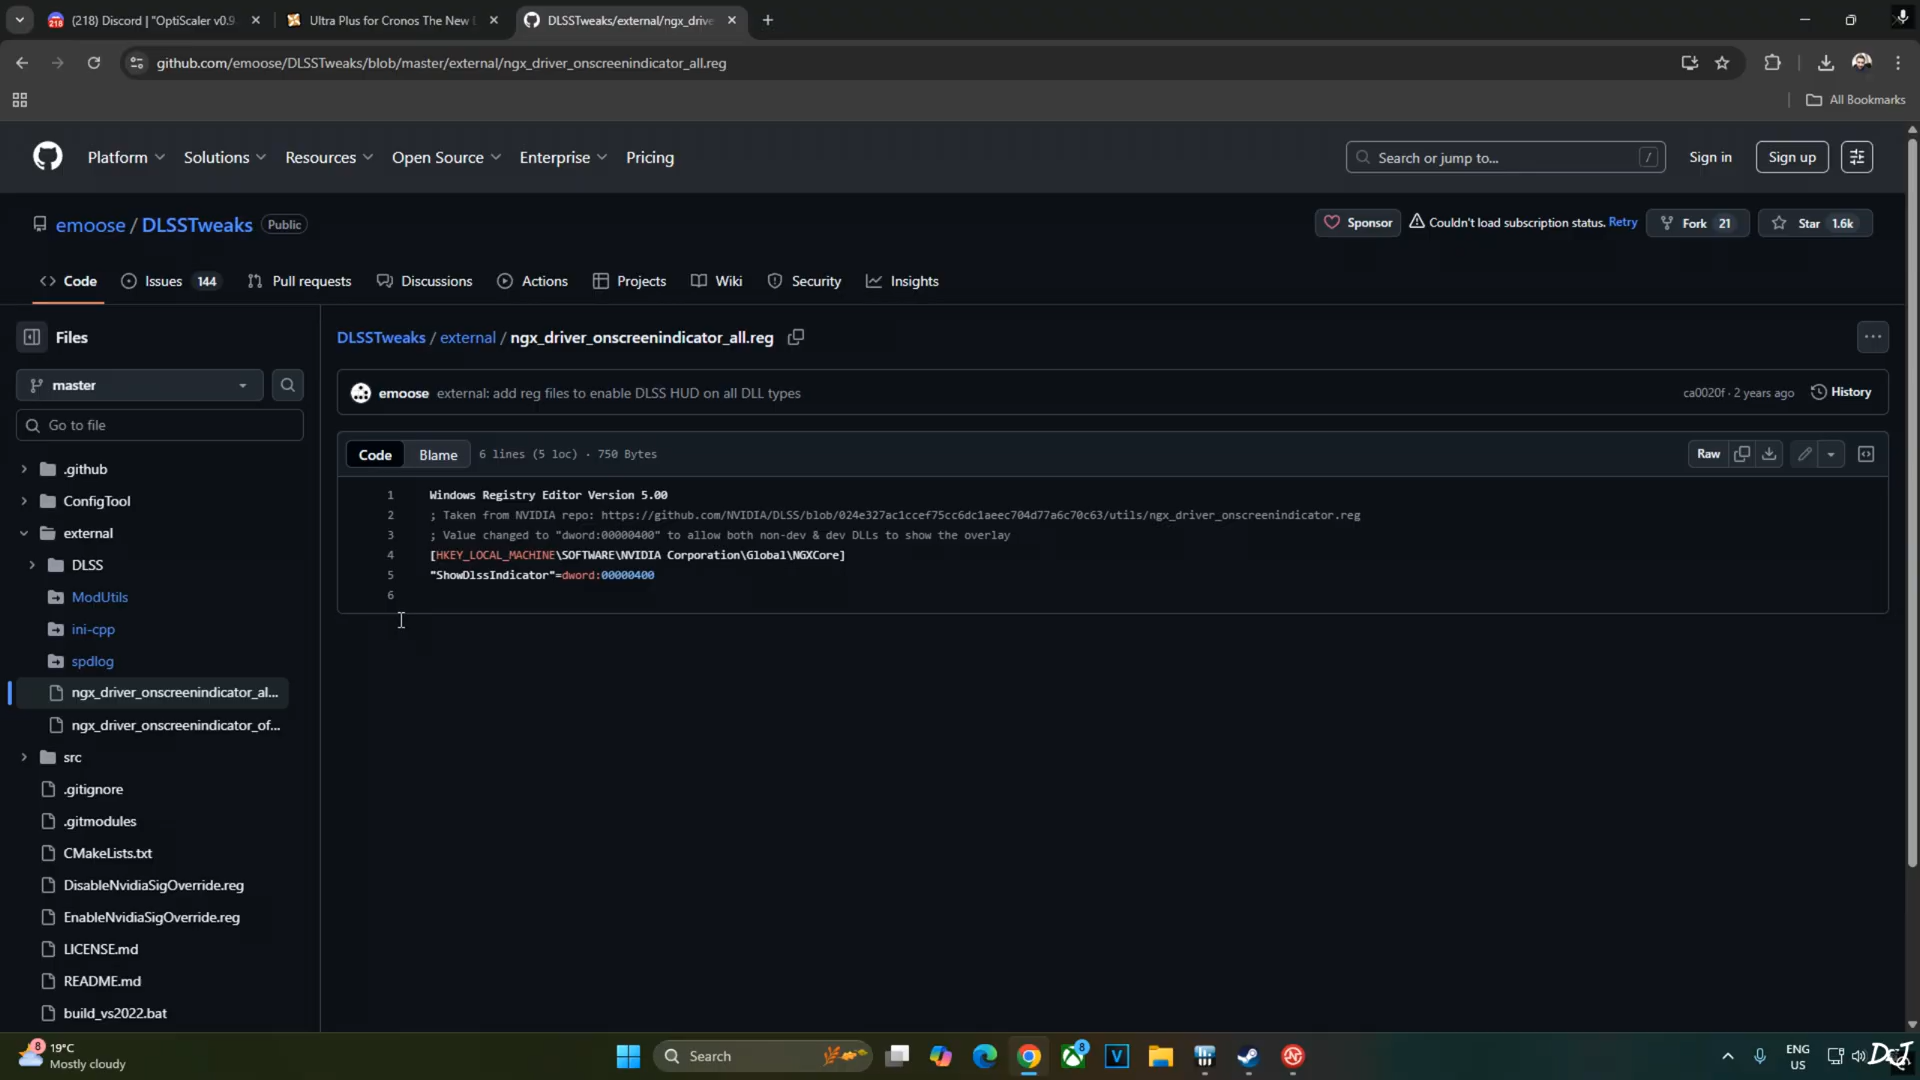 (218) Discord | "OptiScaler v0.9
Ultra Plus for Cronos The New
DLSSTweaks/external/ngx_drive
github.com/emoose/DLSSTweaks/blob/master/external/ngx_driver_onscreenindicator_all.reg
All Bookmarks
Platform
Solutions
Resources
Open Source
Enterprise
Pricing
Search or jump to...
/
Sign in
Sign up
emoose / DLSSTweaks
Public
Sponsor
Couldn't load subscription status. Retry
Fork 21
Star 1.6k
Code
Issues 144
Pull requests
Discussions
Actions
Projects
Wiki
Security
Insights
Files
master
Go to file
.github
ConfigTool
external
DLSS
ModUtils
ini-cpp
spdlog
ngx_driver_onscreenindicator_al...
ngx_driver_onscreenindicator_of...
src
.gitignore
.gitmodules
CMakeLists.txt
DisableNvidiaSigOverride.reg
EnableNvidiaSigOverride.reg
LICENSE.md
README.md
build_vs2022.bat
DLSSTweaks / external / ngx_driver_onscreenindicator_all.reg
emoose external: add reg files to enable DLSS HUD on all DLL types
ca0020f · 2 years ago
History
Code
Blame
6 lines (5 loc) · 750 Bytes
Raw
1 Windows Registry Editor Version 5.00
2 ; Taken from NVIDIA repo: https://github.com/NVIDIA/DLSS/blob/024e327ac1ccef75cc6dc1aeec704d77a6c70c63/utils/ngx_driver_onscreenindicator.reg
3 ; Value changed to "dword:00000400" to allow both non-dev & dev DLLs to show the overlay
4 [HKEY_LOCAL_MACHINE\SOFTWARE\NVIDIA Corporation\Global\NGXCore]
5 "ShowDlssIndicator"=dword:00000400
6
8
19°C
Mostly cloudy
Search
8
V
ENG
US